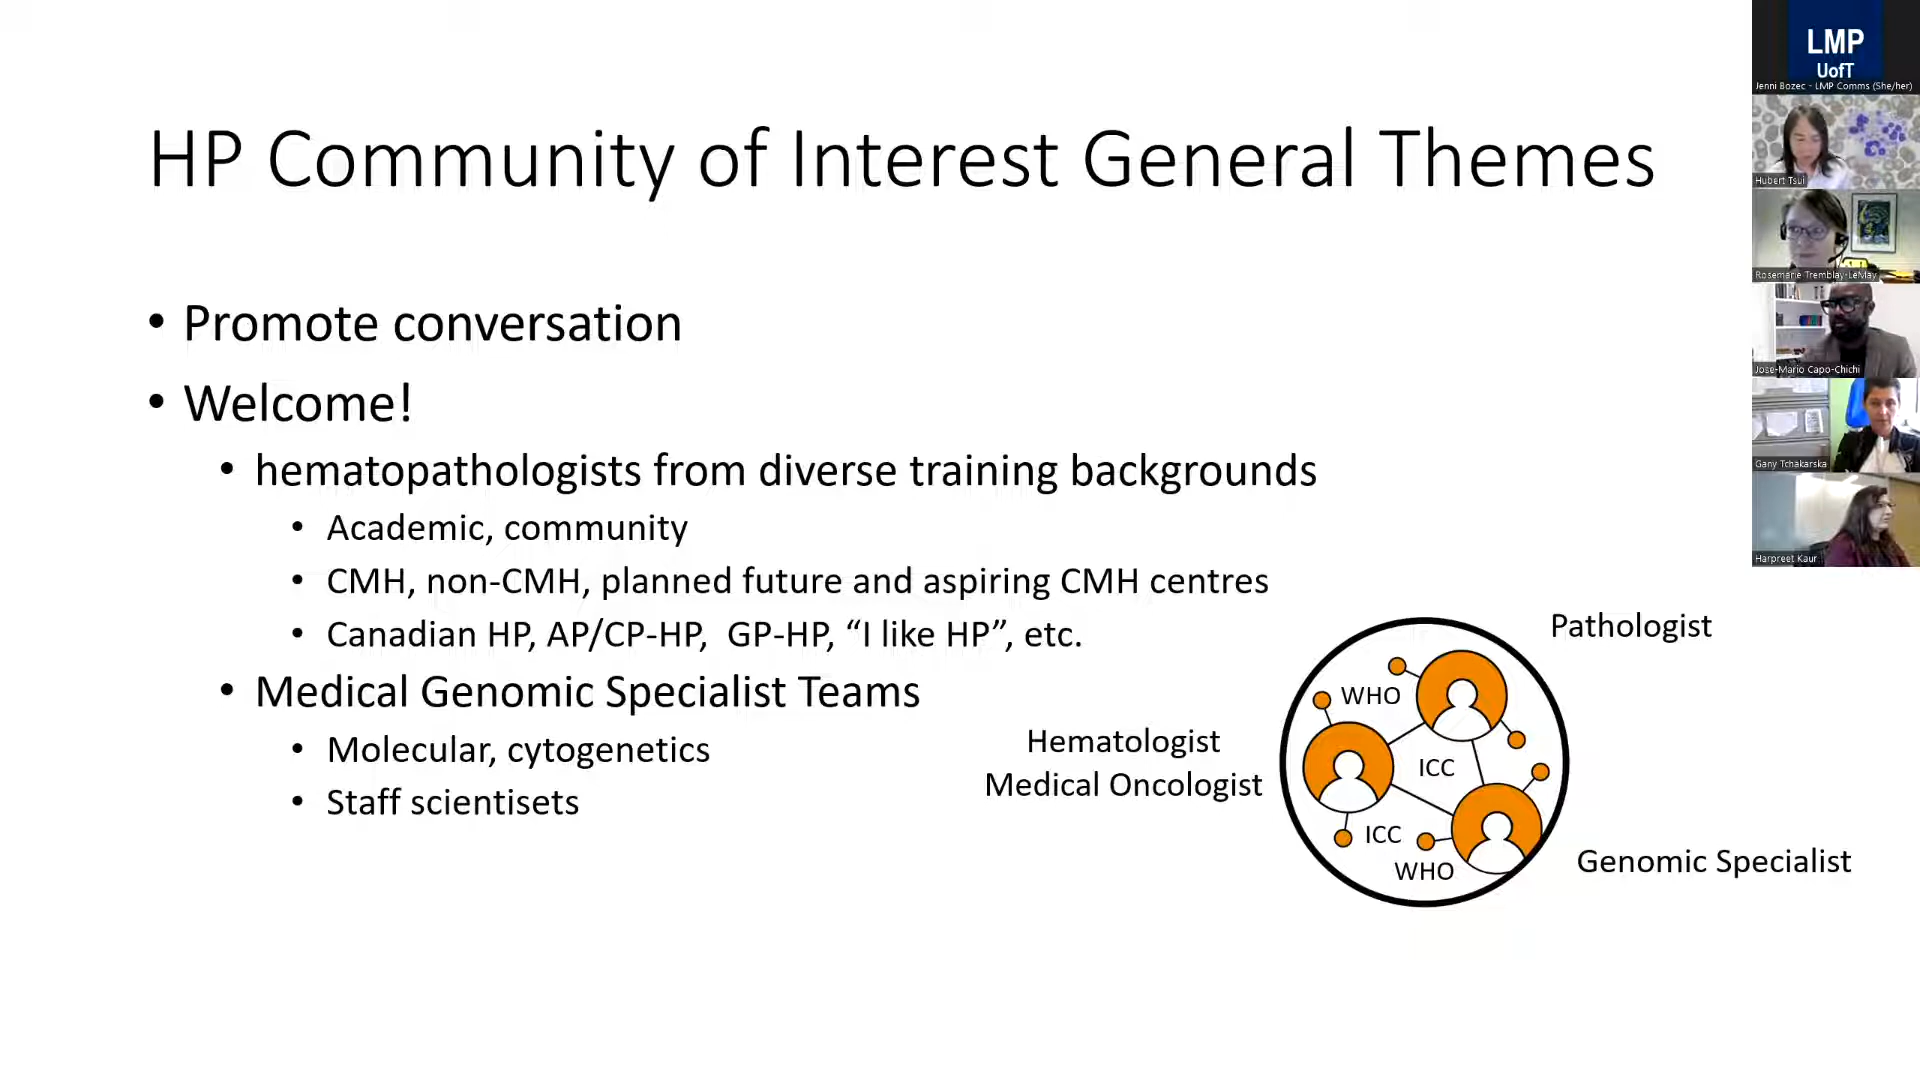 HP Community of Interest General Themes
• Promote conversation
• Welcome!
• hematopathologists from diverse training backgrounds
• Academic, community
• CMH, non-CMH, planned future and aspiring CMH centres
• Canadian HP, AP/CP-HP, GP-HP, “I like HP”, etc.
• Medical Genomic Specialist Teams
• Molecular, cytogenetics
• Staff scientisets
Pathologist
Hematologist
Medical Oncologist
Genomic Specialist
WHO
ICC
ICC
WHO
LMP
UofT
Jenni Bozec - LMP Comms (She/her)
Hubert Tsui
Rosemarie Tremblay-LeMay
Jose-Mario Capo-Chichi
Gany Tchakarska
Harpreet Kaur